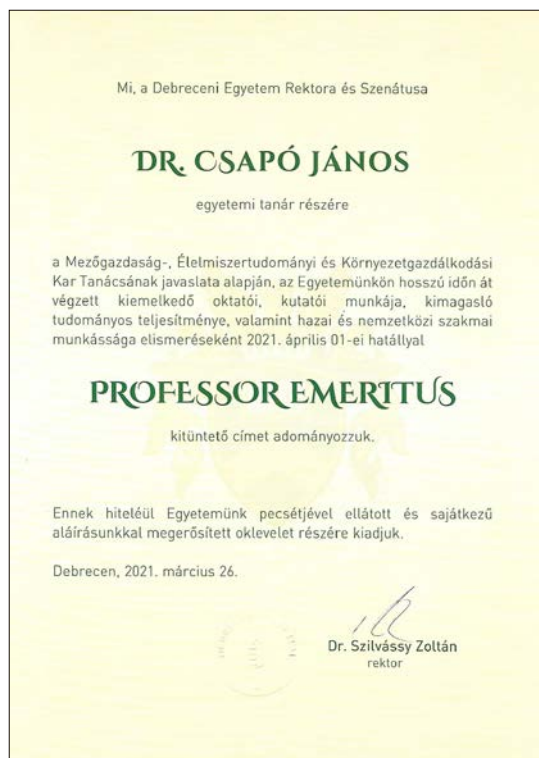 Mi, a Debreceni Egyetem Rektora és Szenátusa
DR. CSAPÓ JÁNOS
egyetemi tanár részére
a Mezőgazdaság-, Élelmiszertudományi és Környezetgazdálkodási
Kar Tanácsának javaslata alapján, az Egyetemünkön hosszú időn át
végzett kiemelkedő oktatói, kutatói munkája, kimagasló
tudományos teljesítménye, valamint hazai és nemzetközi szakmai
munkássága elismeréseként 2021. április 01-ei hatállyal
PROFESSOR EMERITUS
kitüntető címet adományozzuk.
Ennek hiteléül Egyetemünk pecsétjével ellátott és sajátkezű
aláírásunkkal megerősített oklevelet részére kiadjuk.
Debrecen, 2021. március 26.
Dr. Szilvássy Zoltán
rektor